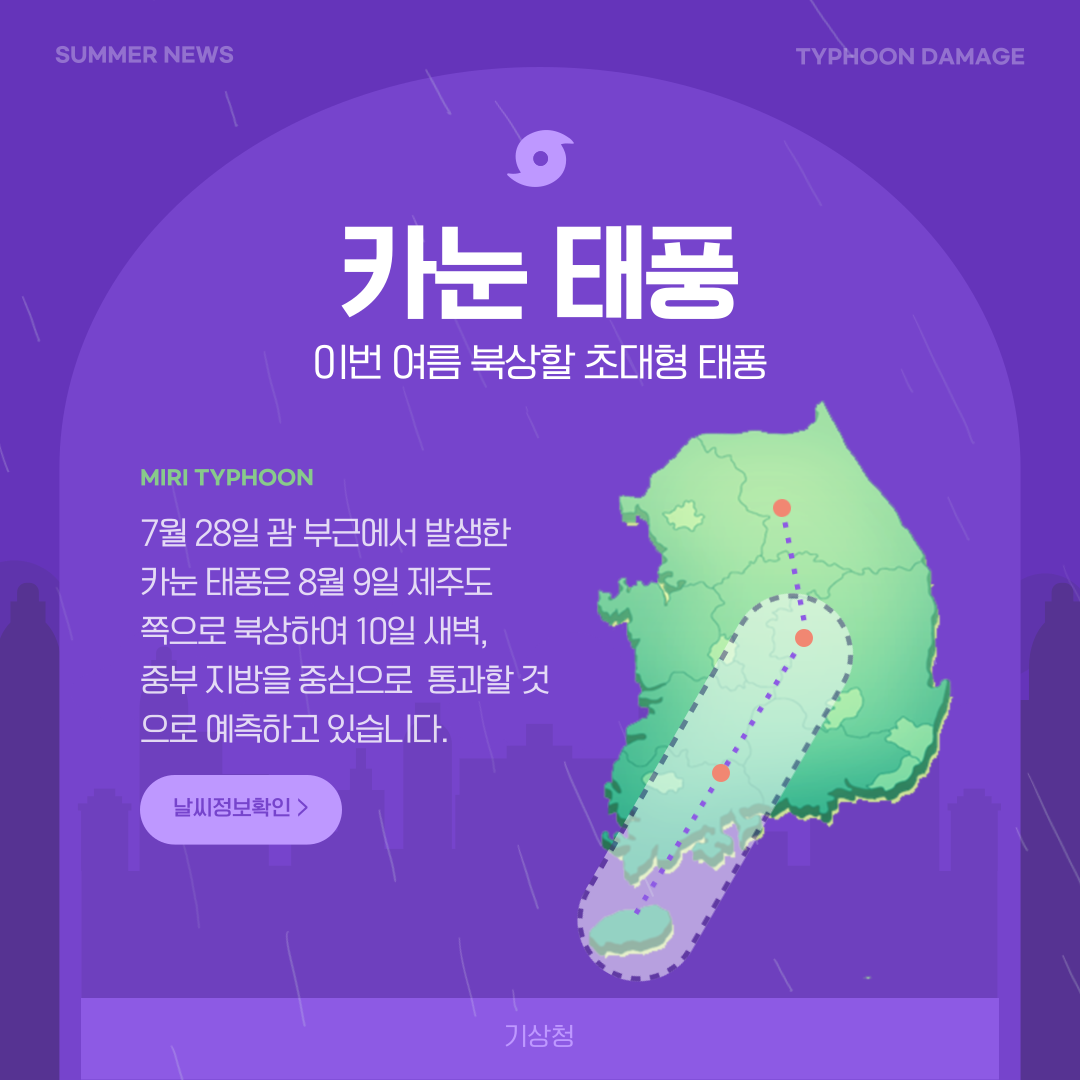 SUMMER NEWS
TYPHOON DAMAGE
카눈 태풍
이번 여름 북상할 초대형 태풍
MIRI TYPHOON
7월 28일 괌 부근에서 발생한
카눈 태풍은 8월 9일 제주도
쪽으로 북상하여 10일 새벽,
중부 지방을 중심으로 통과할 것
으로 예측하고 있습니다.
날씨정보확인 >
기상청